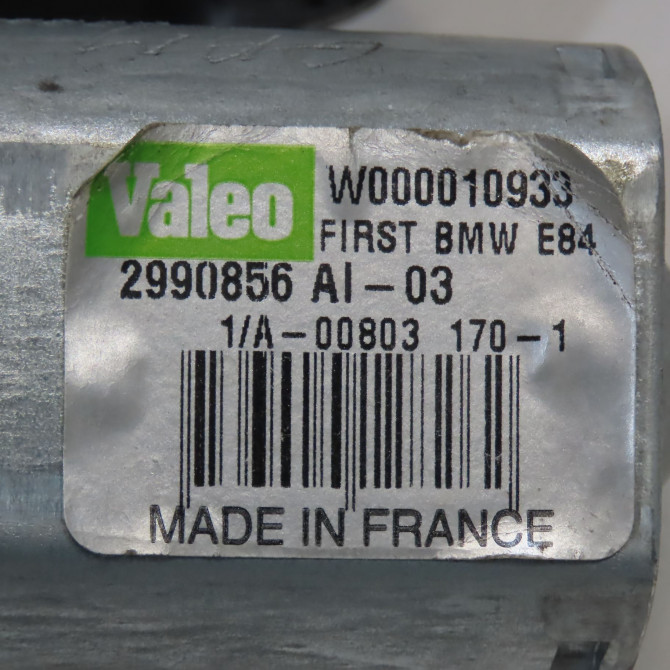 Valeo
W000010933
FIRST BMW E84
2990856 AI-03
1/A-00803 170-1
MADE IN FRANCE